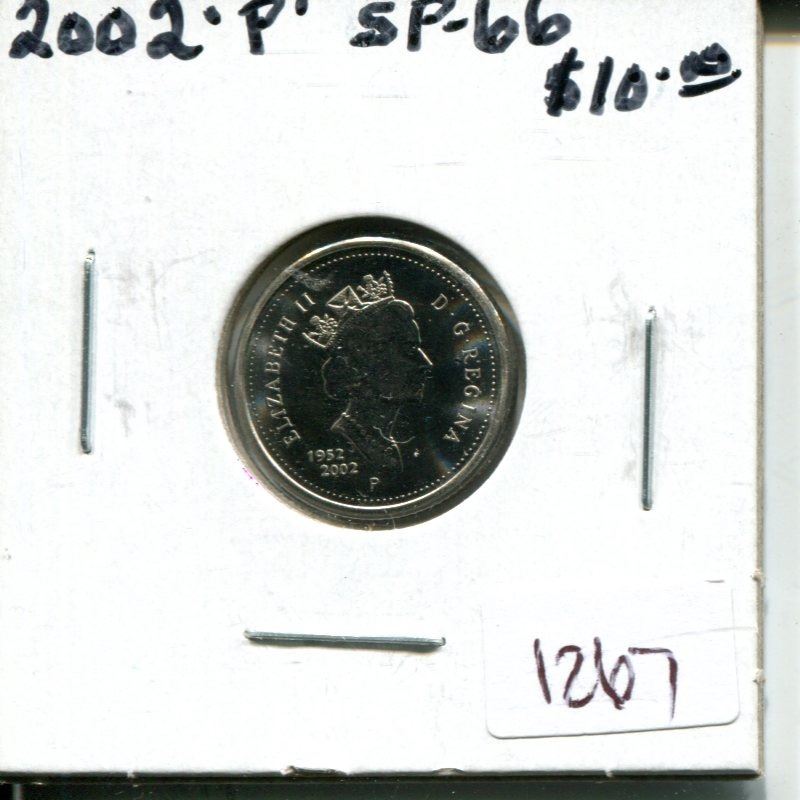 2002 'P' SP-66
$10.00
ELIZABETH II D·G·REGINA
1952
2002
P
1267